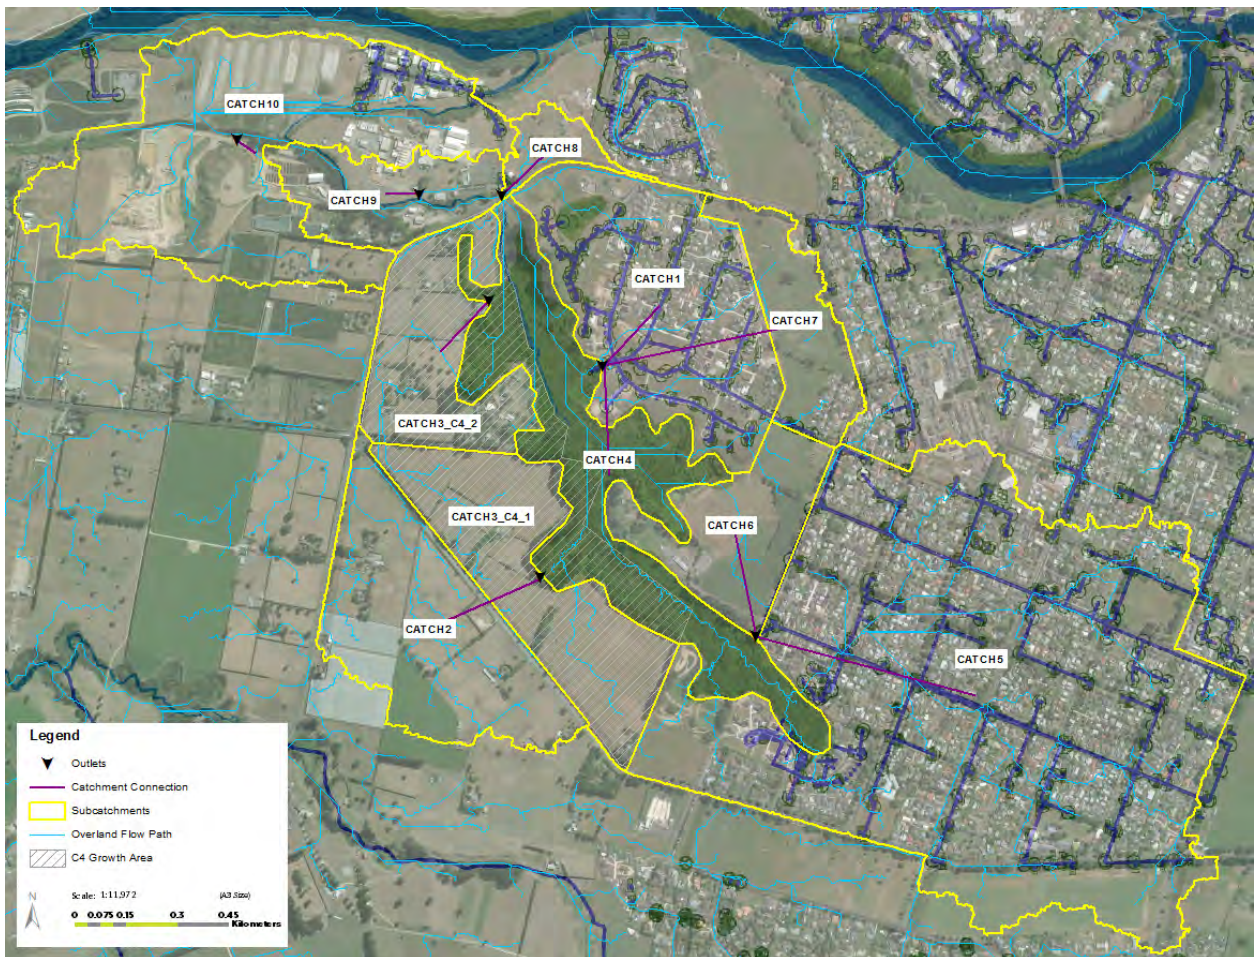 CATCH10
CATCH8
CATCH9
CATCH1
CATCH7
CATCH3_C4_2
CATCH4
CATCH3_C4_1
CATCH6
CATCH2
CATCH5
Legend
Outlets
Catchment Connection
Subcatchments
Overland Flow Path
C4 Growth Area
N
Scale: 1:11,972 (A3 Size)
0 0.075 0.15 0.3 0.45
Kilometers